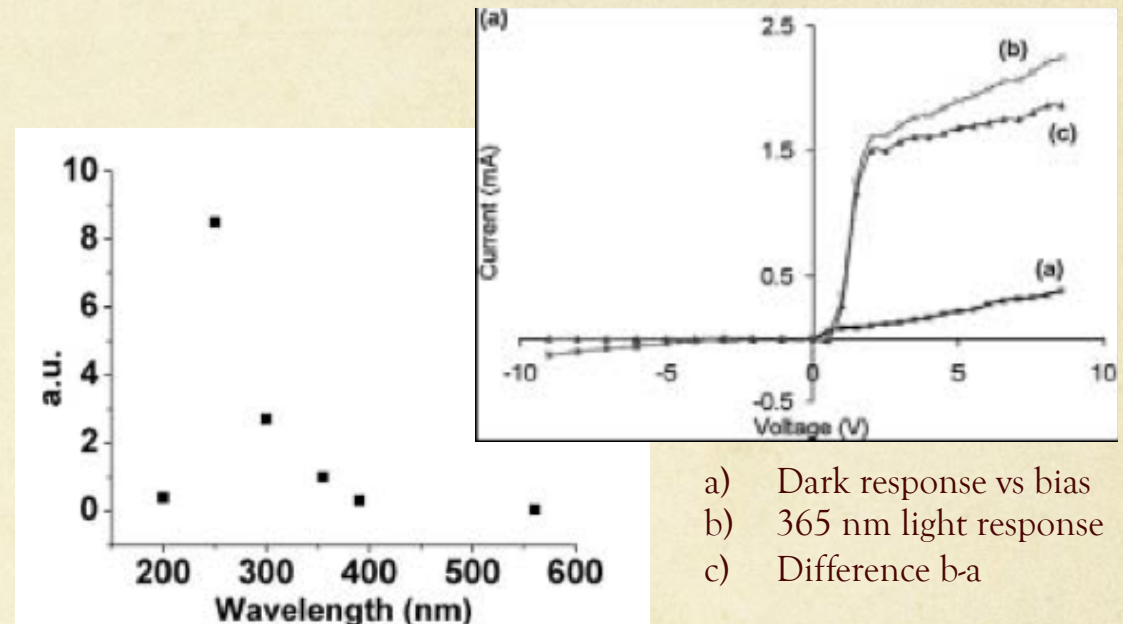 (a)
2.5
(b)
1.5
(c)
Current (mA)
0.5
(a)
-10
-5
0
5
10
-0.5
Voltage (V)
10
8
6
4
2
0
a.u.
200
300
400
500
600
Wavelength (nm)
a) Dark response vs bias
b) 365 nm light response
c) Difference b-a